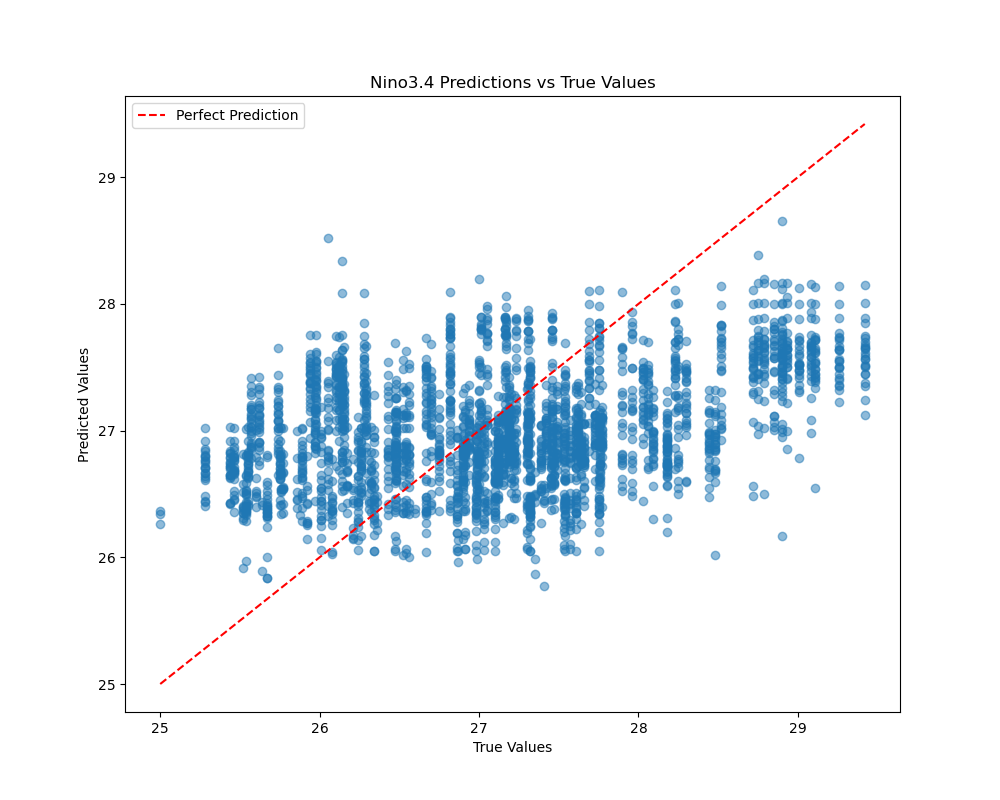 Nino3.4 Predictions vs True Values
Perfect Prediction
Predicted Values
29
28
27
26
25
25 26 27 28 29
True Values